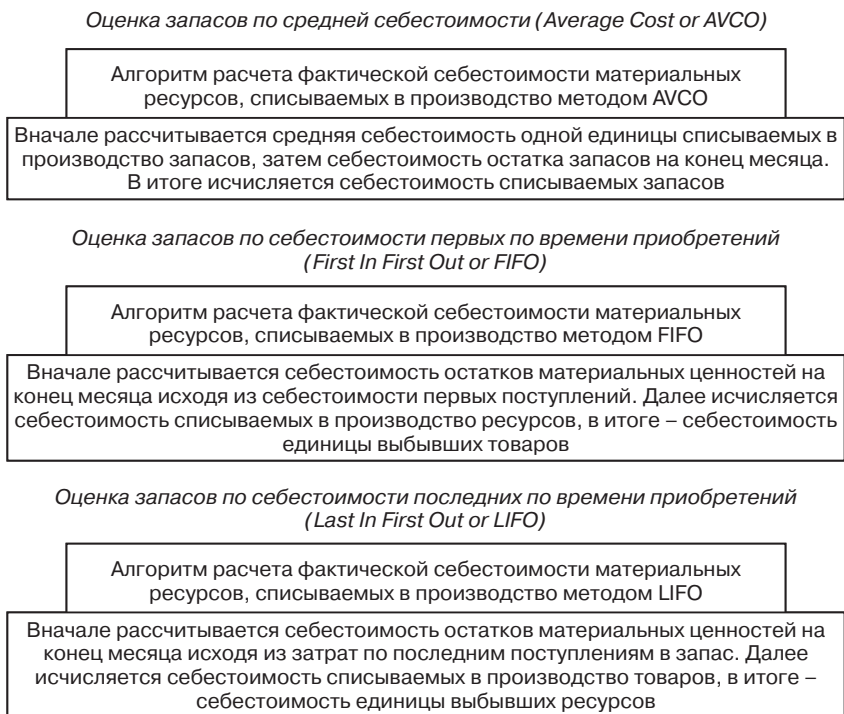 Оценка запасов по средней себестоимости (Average Cost or AVCO)
Алгоритм расчета фактической себестоимости материальных
ресурсов, списываемых в производство методом AVCO
Вначале рассчитывается средняя себестоимость одной единицы списываемых в
производство запасов, затем себестоимость остатка запасов на конец месяца.
В итоге исчисляется себестоимость списываемых запасов
Оценка запасов по себестоимости первых по времени приобретений
(First In First Out or FIFO)
Алгоритм расчета фактической себестоимости материальных
ресурсов, списываемых в производство методом FIFO
Вначале рассчитывается себестоимость остатков материальных ценностей на
конец месяца исходя из себестоимости первых поступлений. Далее исчисляется
себестоимость списываемых в производство ресурсов, в итоге – себестоимость
единицы выбывших товаров
Оценка запасов по себестоимости последних по времени приобретений
(Last In First Out or LIFO)
Алгоритм расчета фактической себестоимости материальных
ресурсов, списываемых в производство методом LIFO
Вначале рассчитывается себестоимость остатков материальных ценностей на
конец месяца исходя из затрат по последним поступлениям в запас. Далее
исчисляется себестоимость списываемых в производство товаров, в итоге –
себестоимость единицы выбывших ресурсов